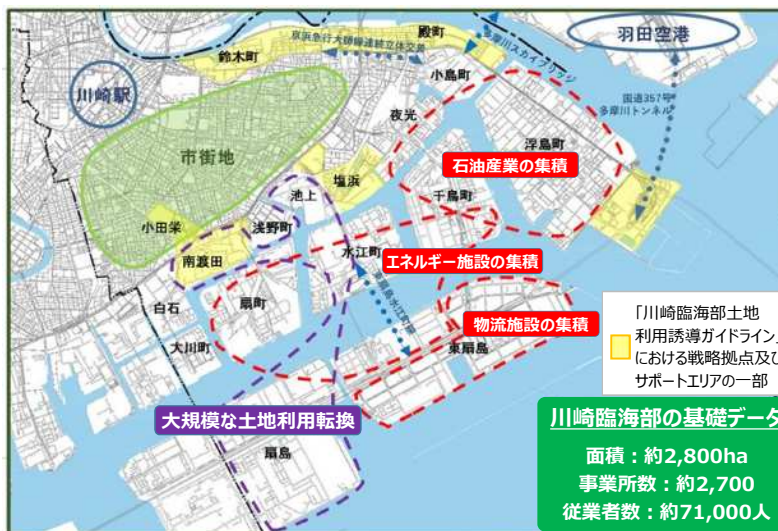 羽田空港
殿町
京浜急行大師線連続立体交差
鈴木町
多摩川スカイブリッジ
小島町
川崎駅
国道357号
多摩川トンネル
夜光
浮島町
市街地
石油産業の集積
塩浜
池上
千鳥町
小田栄
浅野町
水江町
南渡田
エネルギー施設の集積
白石
扇町
物流施設の集積
大川町
東扇島
「川崎臨海部土地
利用誘導ガイドライン」
における戦略拠点及び
サポートエリアの一部
大規模な土地利用転換
扇島
川崎臨海部の基礎データ
面積：約2,800ha
事業所数：約2,700
従業者数：約71,000人